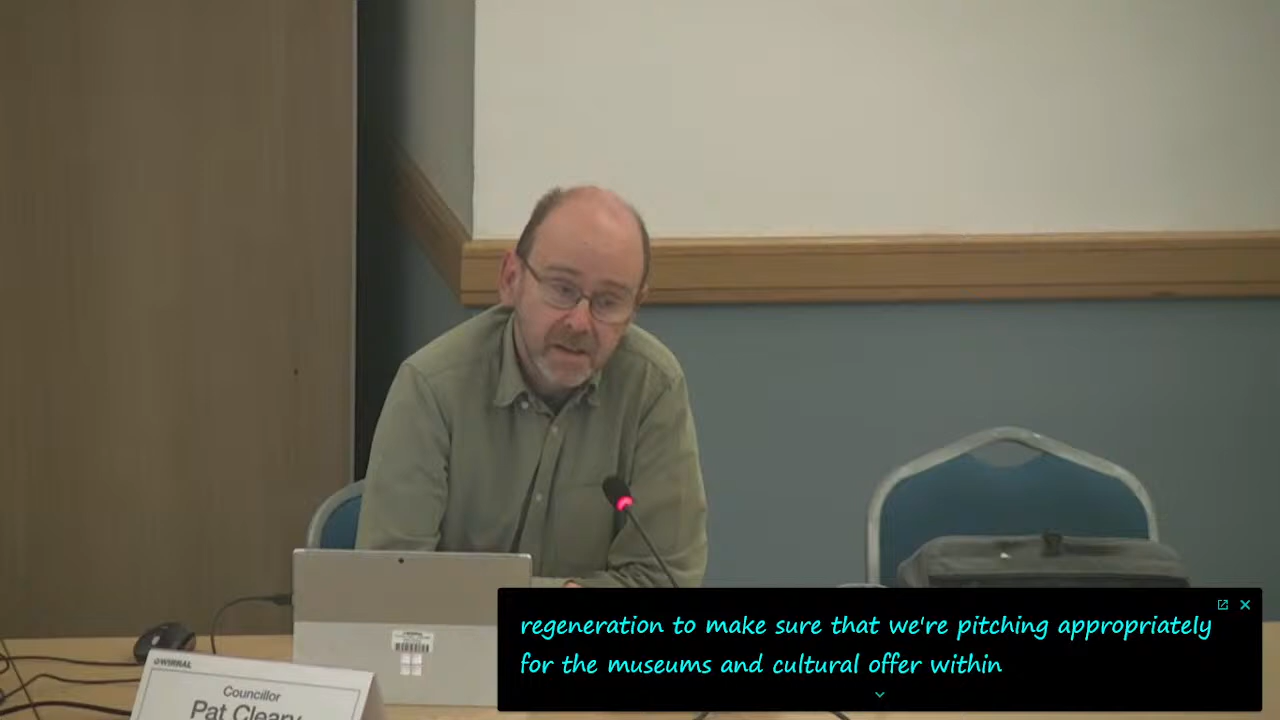 regeneration to make sure that we're pitching appropriately
for the museums and cultural offer within
WIRRAL
Councillor
Pat Cleary